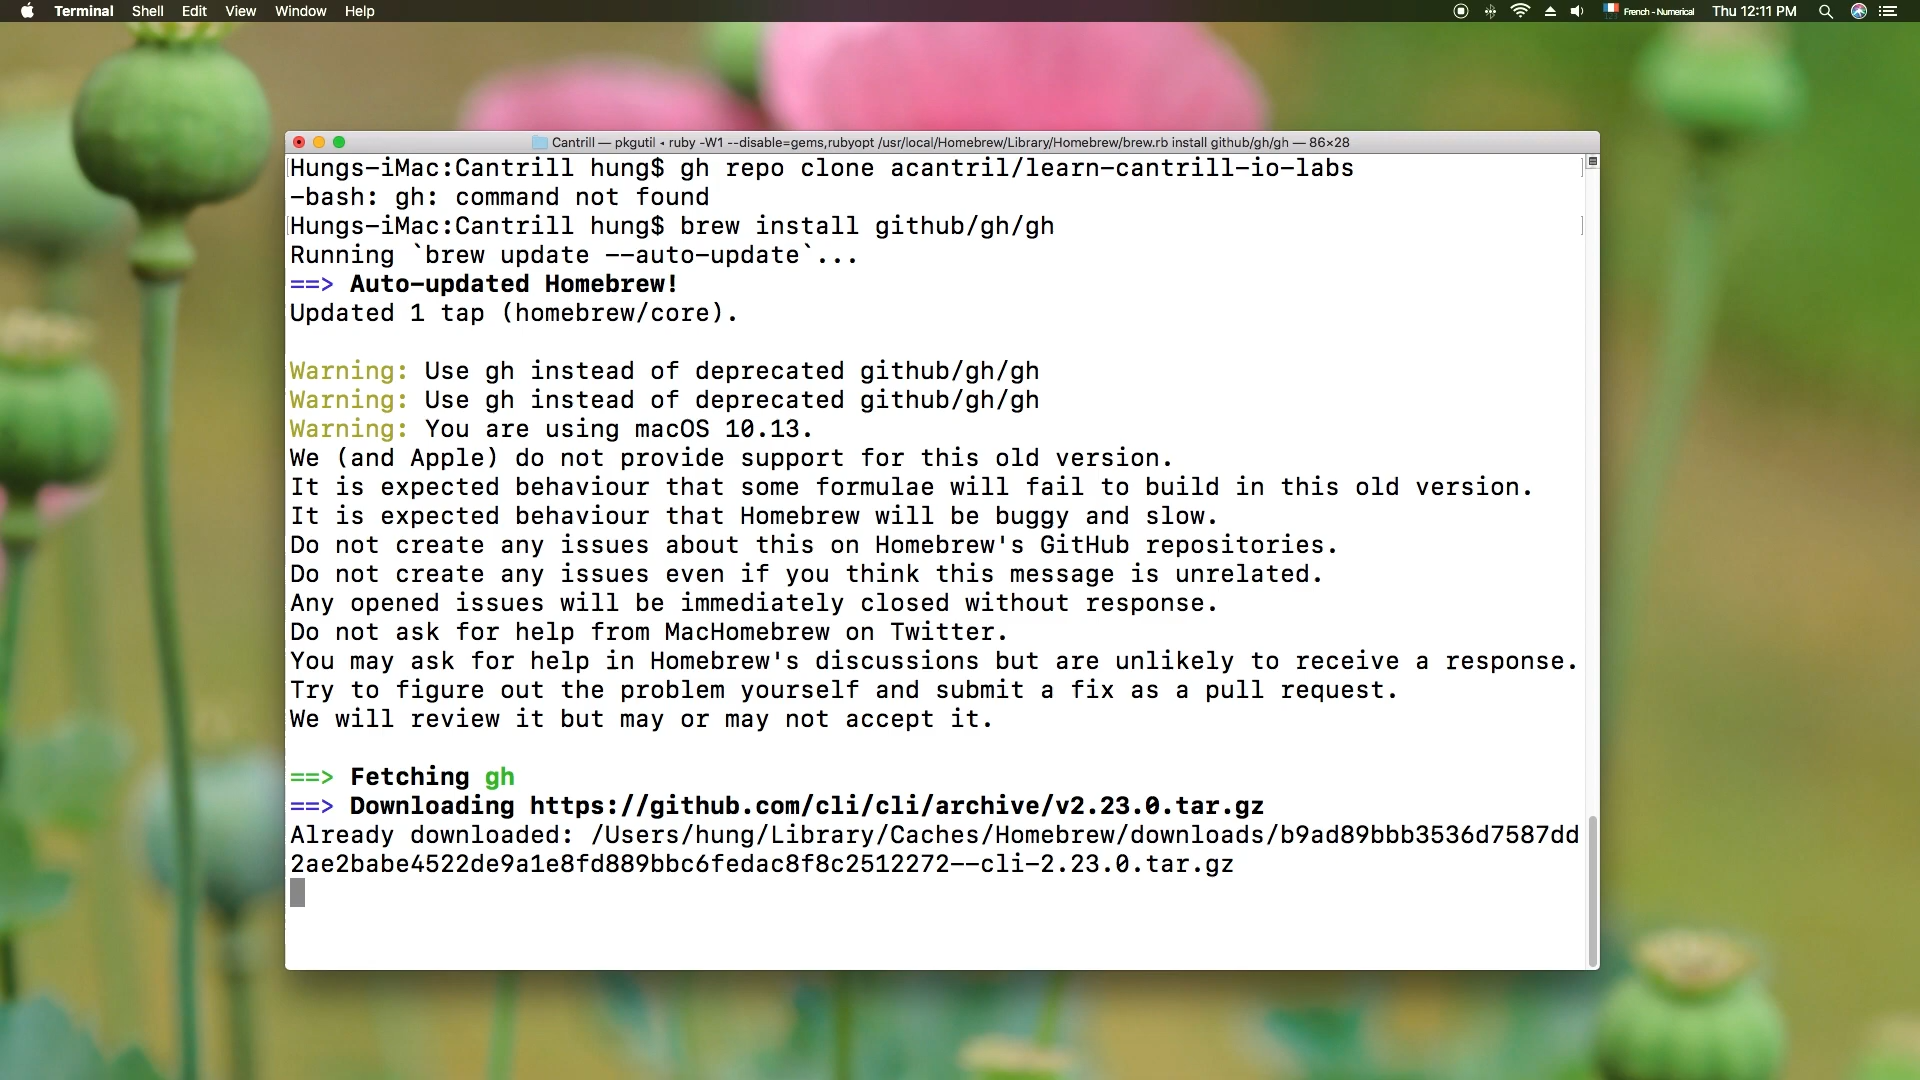 Terminal Shell Edit View Window Help French - Numerical Thu 12:11 PM
Cantrill — pkgutil ◂ ruby -W1 --disable=gems,rubyopt /usr/local/Homebrew/Library/Homebrew/brew.rb install github/gh/gh — 86×28
Hungs-iMac:Cantrill hung$ gh repo clone acantril/learn-cantrill-io-labs
-bash: gh: command not found
Hungs-iMac:Cantrill hung$ brew install github/gh/gh
Running `brew update --auto-update`...
==> Auto-updated Homebrew!
Updated 1 tap (homebrew/core).
Warning: Use gh instead of deprecated github/gh/gh
Warning: Use gh instead of deprecated github/gh/gh
Warning: You are using macOS 10.13.
We (and Apple) do not provide support for this old version.
It is expected behaviour that some formulae will fail to build in this old version.
It is expected behaviour that Homebrew will be buggy and slow.
Do not create any issues about this on Homebrew's GitHub repositories.
Do not create any issues even if you think this message is unrelated.
Any opened issues will be immediately closed without response.
Do not ask for help from MacHomebrew on Twitter.
You may ask for help in Homebrew's discussions but are unlikely to receive a response.
Try to figure out the problem yourself and submit a fix as a pull request.
We will review it but may or may not accept it.
==> Fetching gh
==> Downloading https://github.com/cli/cli/archive/v2.23.0.tar.gz
Already downloaded: /Users/hung/Library/Caches/Homebrew/downloads/b9ad89bbb3536d7587dd
2ae2babe4522de9a1e8fd889bbc6fedac8f8c2512272--cli-2.23.0.tar.gz